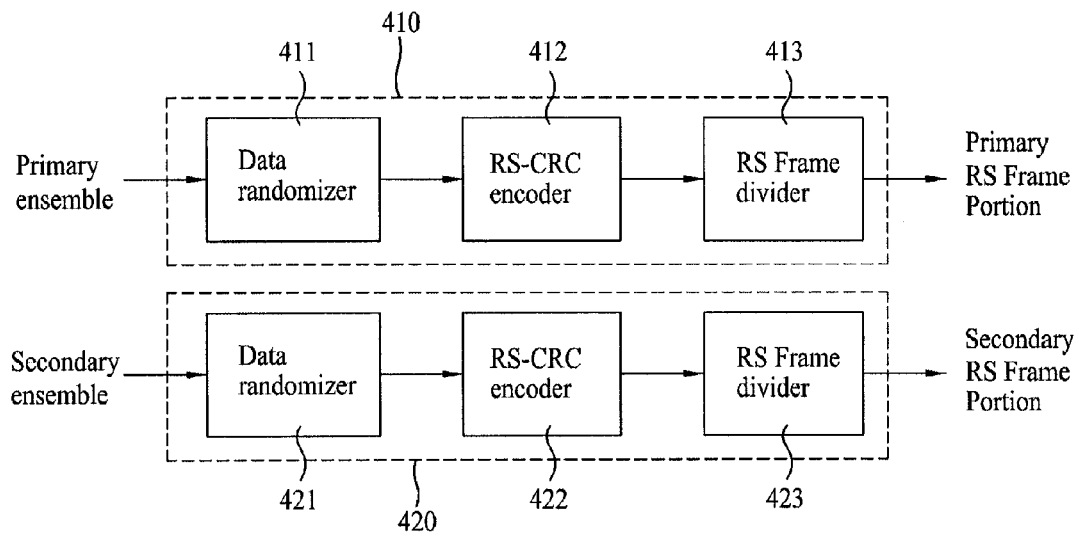 410
411
412
413
Primary
ensemble
Data
randomizer
RS-CRC
encoder
RS Frame
divider
Primary
RS Frame
Portion
Secondary
ensemble
Data
randomizer
RS-CRC
encoder
RS Frame
divider
Secondary
RS Frame
Portion
421
422
423
420